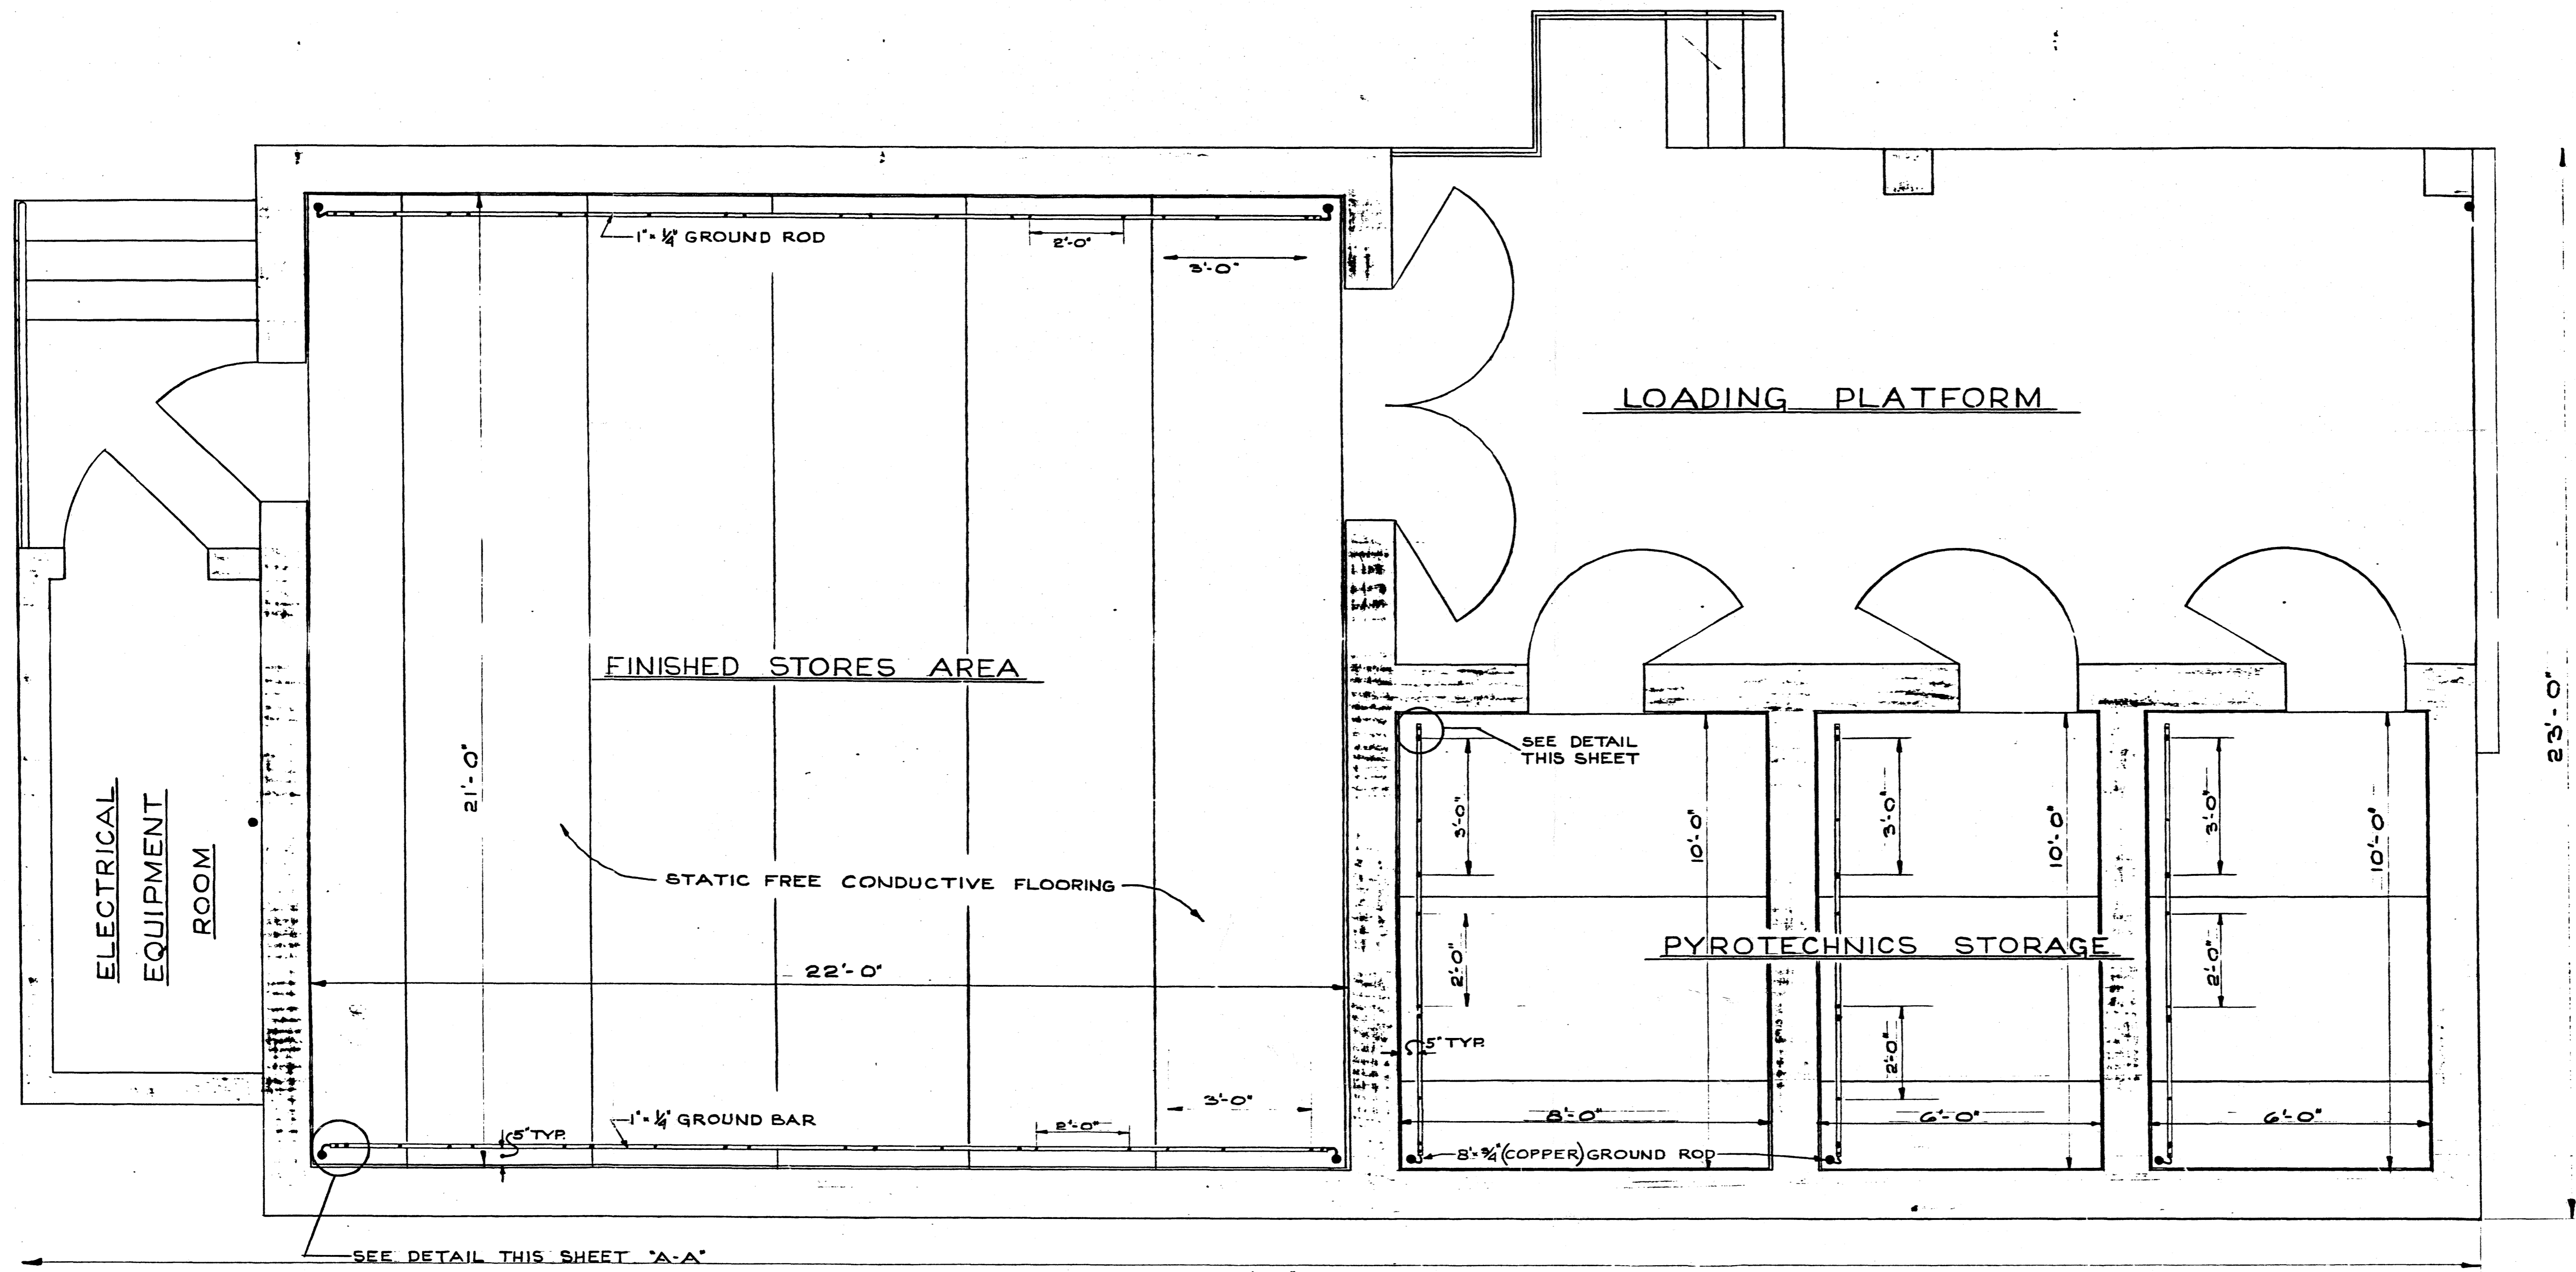 1" x 1/4" GROUND ROD
2'-0"
3'-0"
LOADING PLATFORM
FINISHED STORES AREA
23'-0"
SEE DETAIL
THIS SHEET
21'-0"
3'-0"
10'-0"
3'-0"
10'-0"
3'-0"
10'-0"
ELECTRICAL
EQUIPMENT
ROOM
STATIC FREE CONDUCTIVE FLOORING
PYROTECHNICS STORAGE
22'-0"
2'-0"
2'-0"
5" TYP.
2'-0"
3'-0"
1" x 1/4" GROUND BAR
2'-0"
5" TYP.
8'-0"
6'-0"
6'-0"
8' x 3/4" (COPPER) GROUND ROD
SEE DETAIL THIS SHEET "A-A"